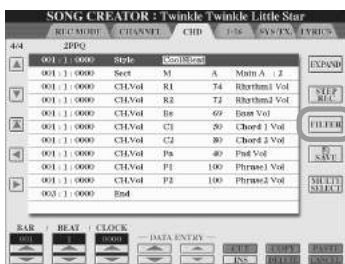 SONG CREATOR : Twinkle Twinkle Little Star
REC MODE CHANNEL CHD 1-16 SYS/EX. LYRICS
4/4 2PPQ
001 : 1 : 0000 Style
001 : 1 : 0000 Sect M A Main A : 2
001 : 1 : 0000 CH.Vol R1 74 Rhythm1 Vol
001 : 1 : 0000 CH.Vol R2 72 Rhythm2 Vol
001 : 1 : 0000 CH.Vol Bs 69 Bass Vol
001 : 1 : 0000 CH.Vol C1 50 Chord 1 Vol
001 : 1 : 0000 CH.Vol C2 80 Chord 2 Vol
001 : 1 : 0000 CH.Vol Pa 40 Pad Vol
001 : 1 : 0000 CH.Vol P1 100 Phrase1 Vol
001 : 1 : 0000 CH.Vol P2 100 Phrase2 Vol
003 : 1 : 0000 End
EXPAND
STEP REC
FILTER
SAVE
MULTI SELECT
BAR : BEAT : CLOCK
001 1 0000
DATA ENTRY
CUT COPY PASTE
INS DELETE CANCEL